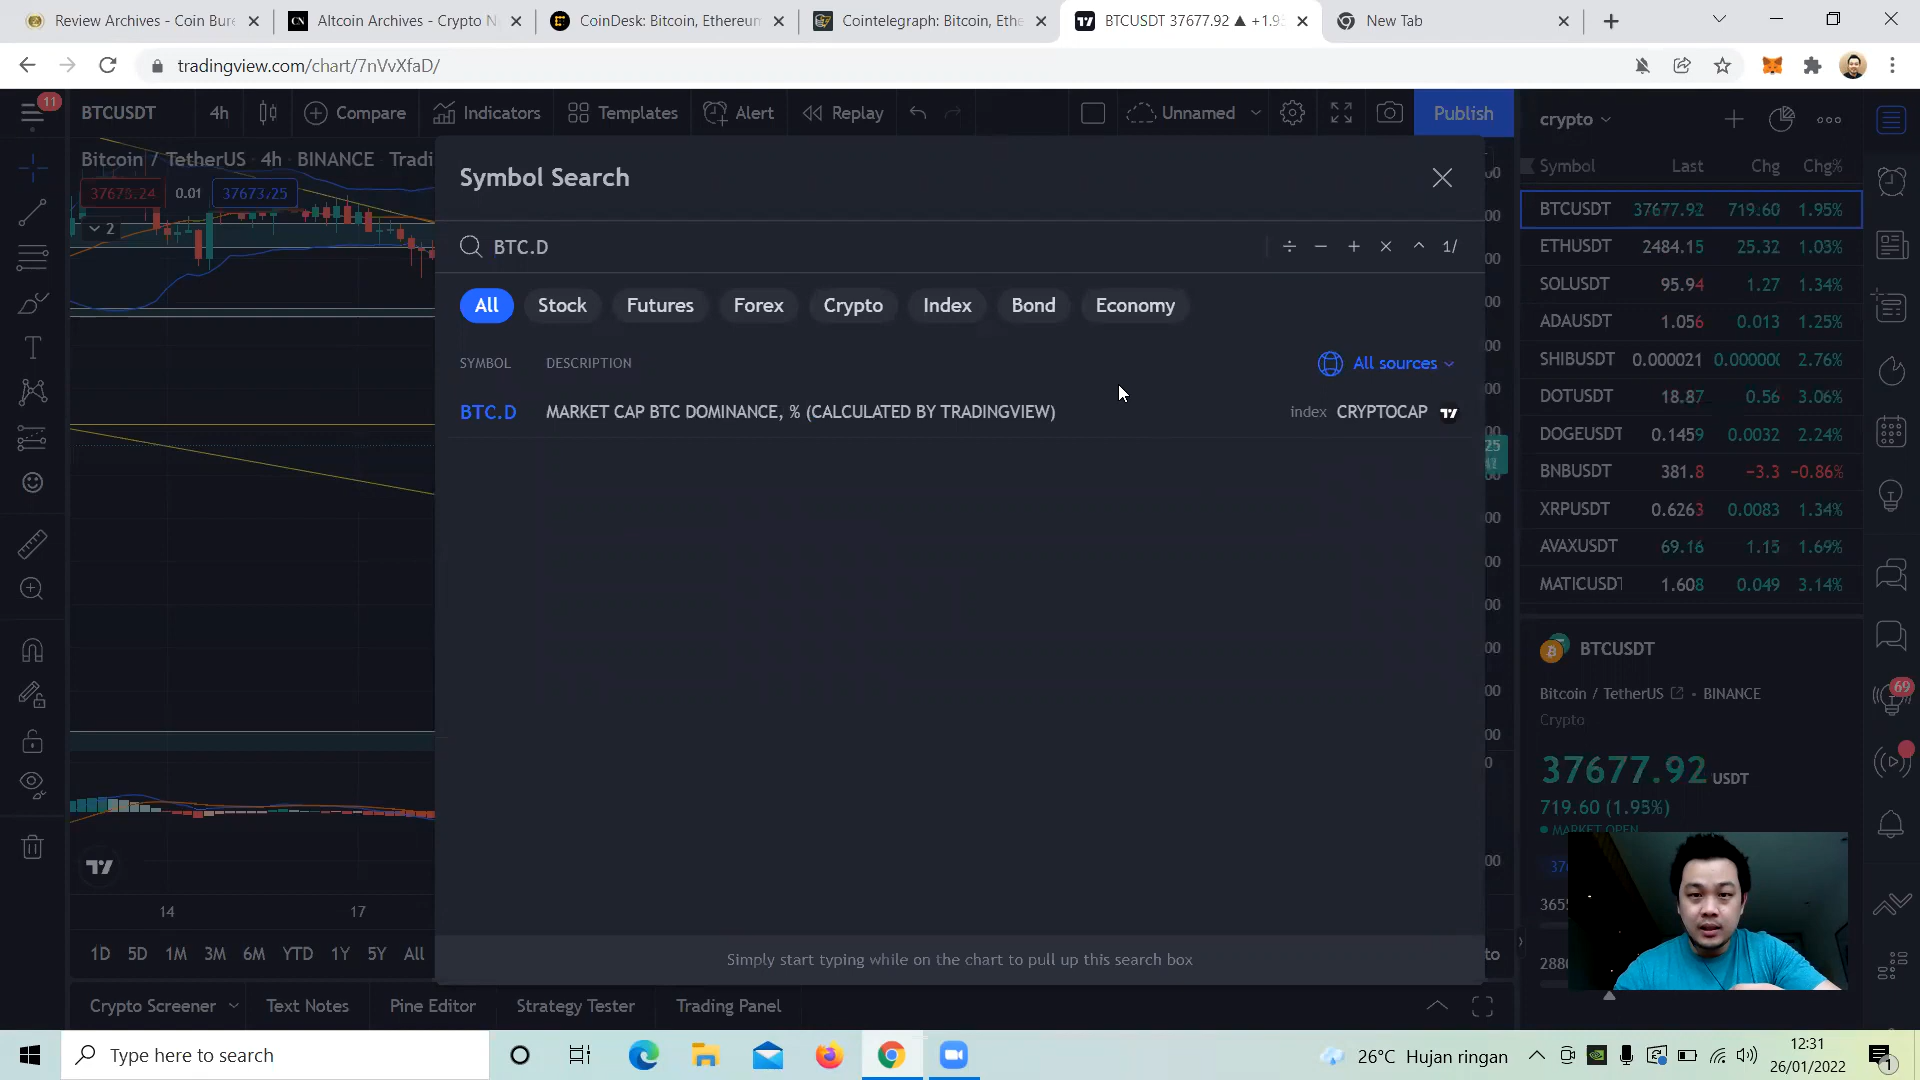 Review Archives - Coin Bur
Altcoin Archives - Crypto N
CoinDesk: Bitcoin, Ethereum
Cointelegraph: Bitcoin, Ethe
BTCUSDT 37677.92 ▲ +1.9
New Tab
tradingview.com/chart/7nVvXfaD/
11
BTCUSDT
4h
Compare
Indicators
Templates
Alert
Replay
Unnamed
Publish
crypto
Bitcoin / TetherUS · 4h · BINANCE · Tradi
0.01
37673.25
2
Symbol Search
BTC.D
÷ − + × ^ 1/
All
Stock
Futures
Forex
Crypto
Index
Bond
Economy
SYMBOL
DESCRIPTION
All sources
BTC.D
MARKET CAP BTC DOMINANCE, % (CALCULATED BY TRADINGVIEW)
index CRYPTOCAP
Simply start typing while on the chart to pull up this search box
Symbol Last Chg Chg%
BTCUSDT 37677.92 719.60 1.95%
ETHUSDT 2484.15 25.32 1.03%
SOLUSDT 95.94 1.27 1.34%
ADAUSDT 1.056 0.013 1.25%
SHIBUSDT 0.000021 0.00000( 2.76%
DOTUSDT 18.87 0.56 3.06%
DOGEUSDT 0.1459 0.0032 2.24%
BNBUSDT 381.8 −3.3 −0.86%
XRPUSDT 0.6263 0.0083 1.34%
AVAXUSDT 69.16 1.15 1.69%
MATICUSDT 1.608 0.049 3.14%
BTCUSDT
Bitcoin / TetherUS · BINANCE
Crypto
37677.92 USDT
719.60 (1.95%)
MARKET OPEN
69
14
17
1D 5D 1M 3M 6M YTD 1Y 5Y All
Crypto Screener
Text Notes
Pine Editor
Strategy Tester
Trading Panel
Type here to search
26°C Hujan ringan
12:31
26/01/2022
1